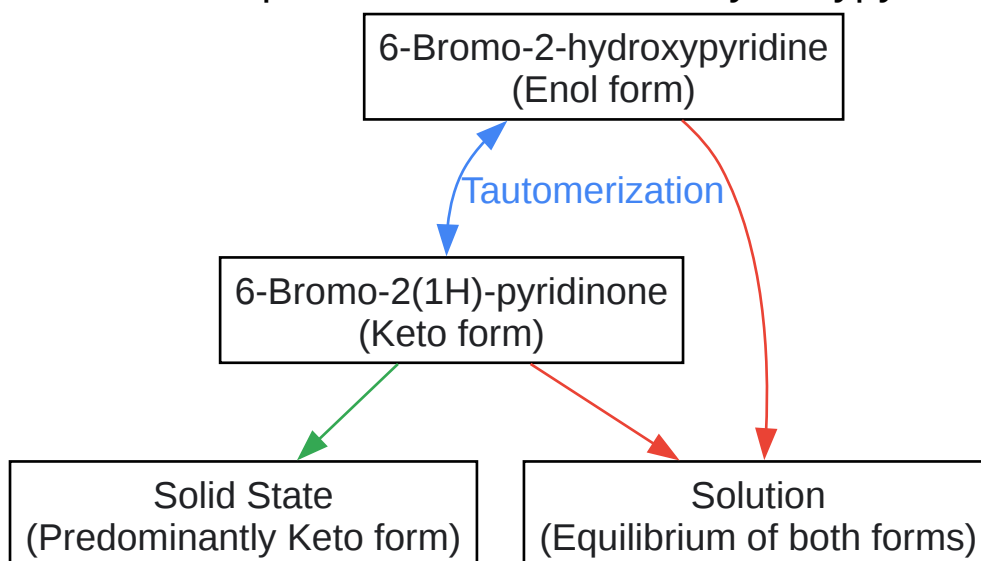 6-Bromo-2-hydroxypyridine
(Enol form)
Tautomerization
6-Bromo-2(1H)-pyridinone
(Keto form)
Solid State
(Predominantly Keto form)
Solution
(Equilibrium of both forms)